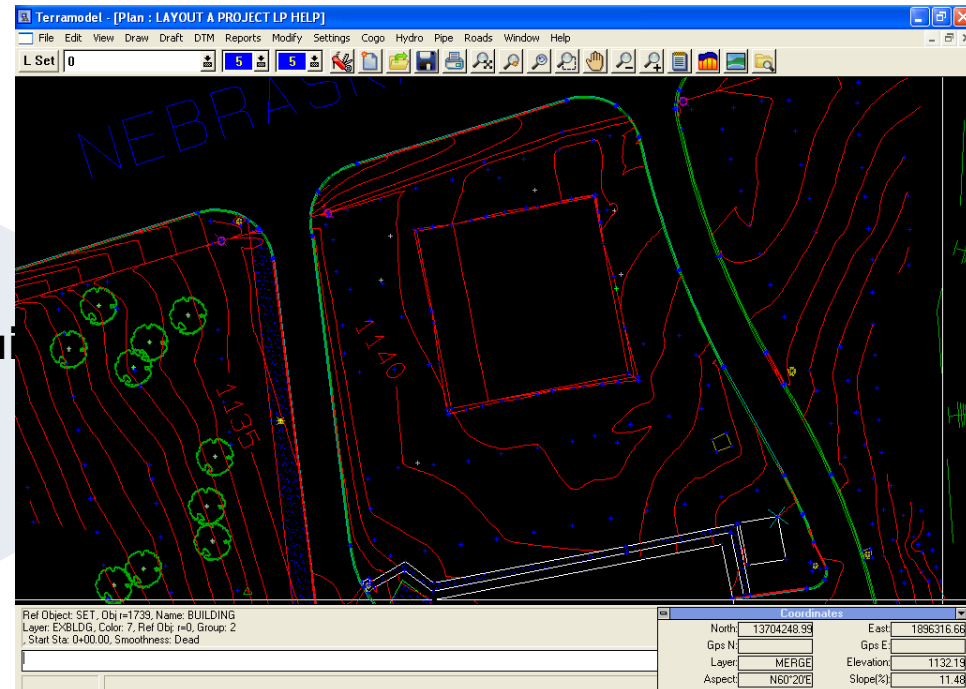 Terramodel - [Plan : LAYOUT A PROJECT LP HELP]
File Edit View Draw Draft DTM Reports Modify Settings Cogo Hydro Pipe Roads Window Help
L Set 0 5 5
NEBRAS
1140
1135
Ref Object: SET , Obj r=1739, Name: BUILDING
Layer: EXBLDG, Color: 7, Ref Obj: r=0, Group: 2
, Start Sta: 0+00.00, Smoothness: Dead
Coordinates
North: 13704248.99 East: 1896316.66
Gps N: Gps E:
Layer: MERGE Elevation: 1132.19
Aspect: N60°20'E Slope(%): 11.48